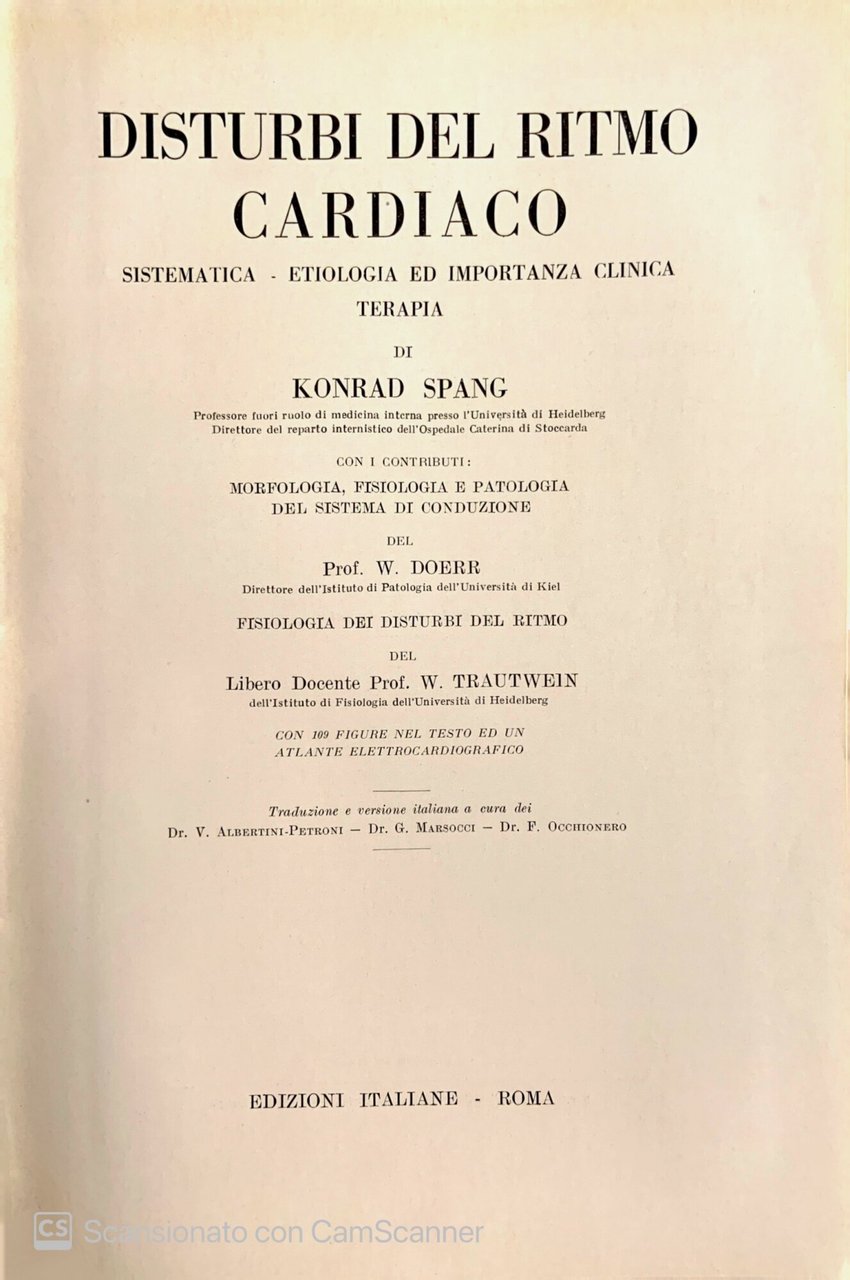 DISTURBI DEL RITMO
CARDIACO
SISTEMATICA - ETIOLOGIA ED IMPORTANZA CLINICA
TERAPIA
DI
KONRAD SPANG
Professore fuori ruolo di medicina interna presso l'Università di Heidelberg
Direttore del reparto internistico dell'Ospedale Caterina di Stoccarda
CON I CONTRIBUTI:
MORFOLOGIA, FISIOLOGIA E PATOLOGIA
DEL SISTEMA DI CONDUZIONE
DEL
Prof. W. DOERR
Direttore dell'Istituto di Patologia dell'Università di Kiel
FISIOLOGIA DEI DISTURBI DEL RITMO
DEL
Libero Docente Prof. W. TRAUTWEIN
dell'Istituto di Fisiologia dell'Università di Heidelberg
CON 109 FIGURE NEL TESTO ED UN
ATLANTE ELETTROCARDIOGRAFICO
Traduzione e versione italiana a cura dei
Dr. V. ALBERTINI-PETRONI — Dr. G. MARSOCCI — Dr. F. OCCHIONERO
EDIZIONI ITALIANE - ROMA
CS Scansionato con CamScanner